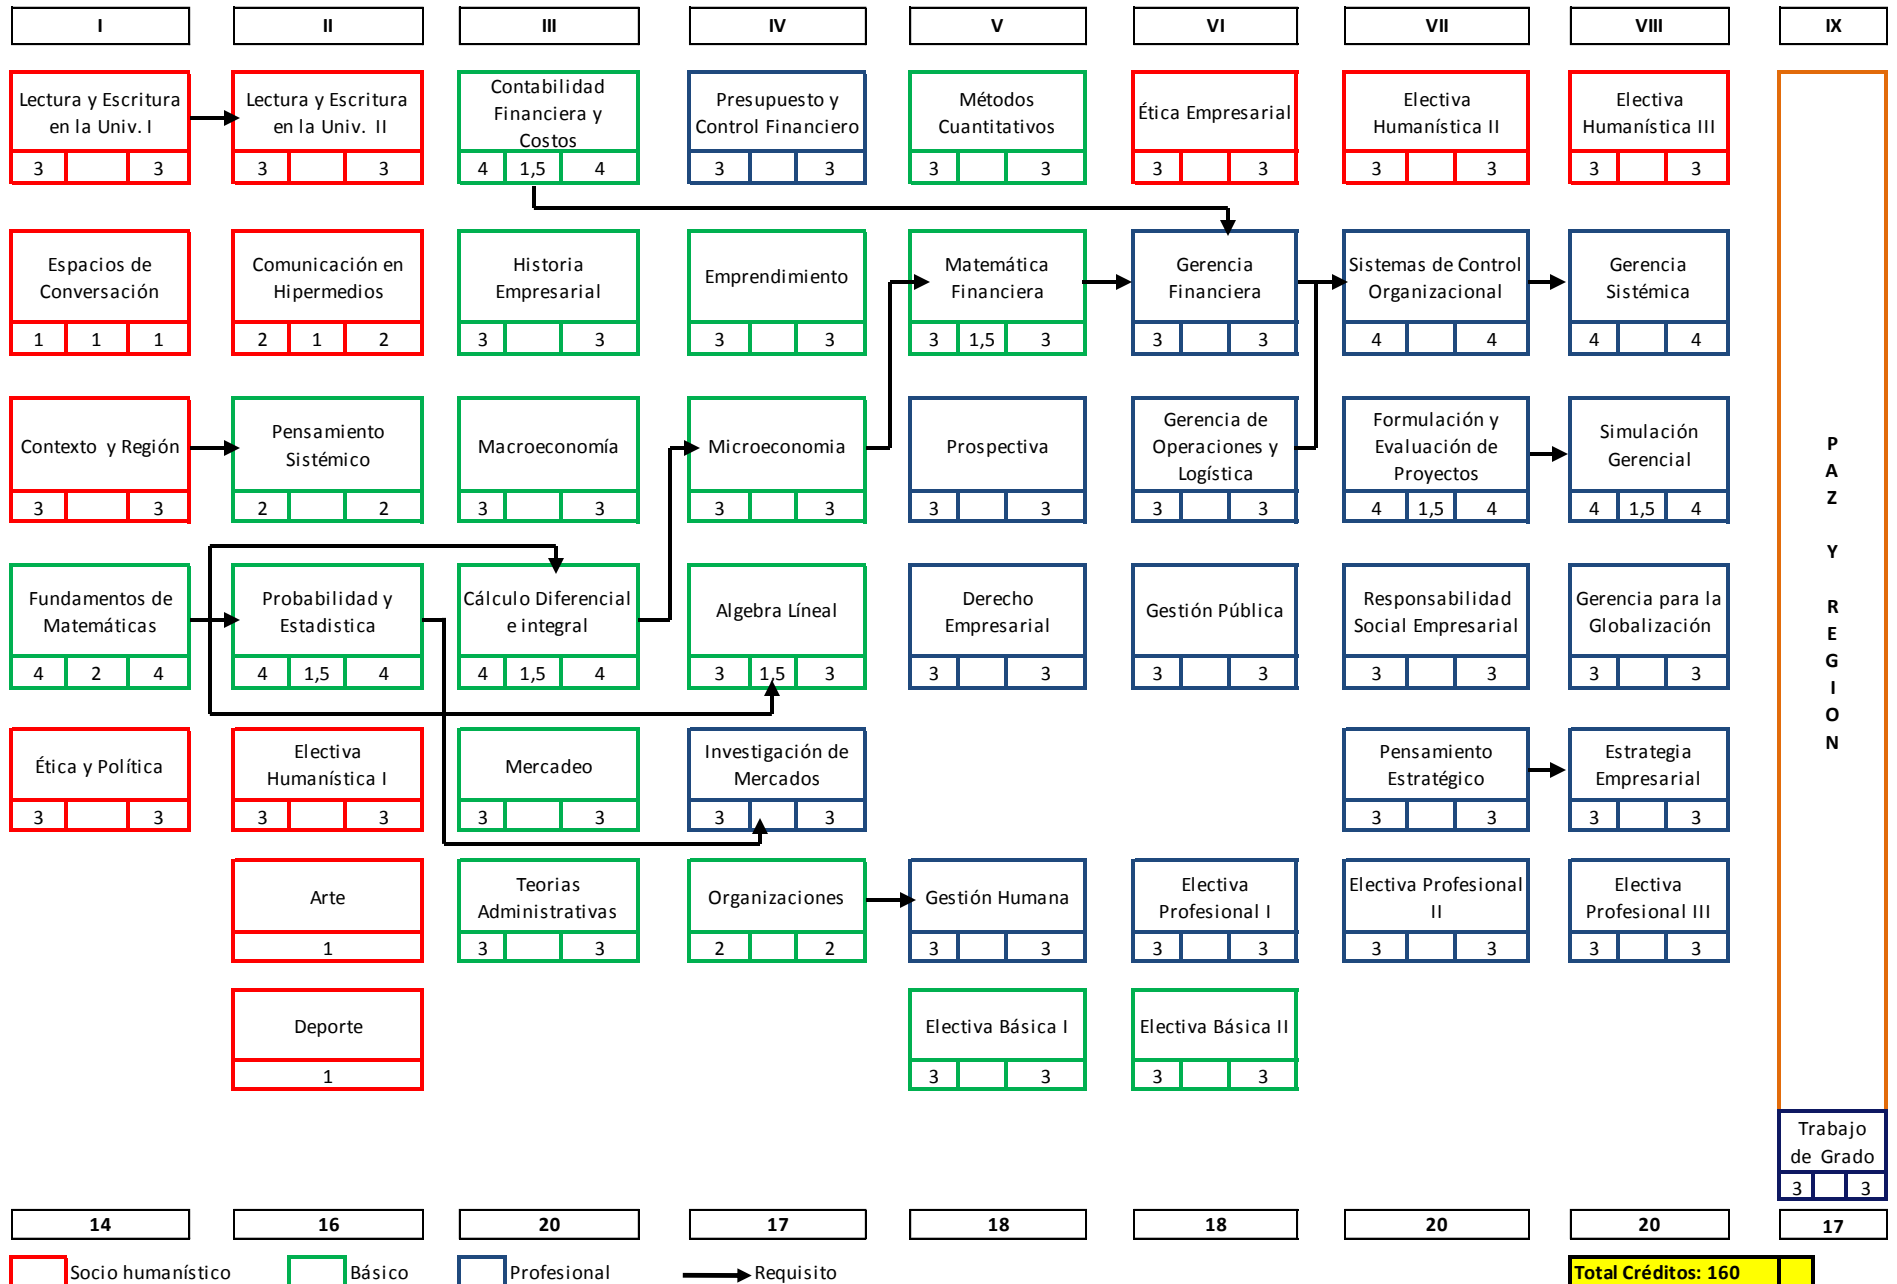 I II III IV V VI VII VIII IX
Lectura y Escritura
en la Univ. I
3 3
Lectura y Escritura
en la Univ. II
3 3
Contabilidad
Financiera y
Costos
4 1,5 4
Presupuesto y
Control Financiero
3 3
Métodos
Cuantitativos
3 3
Ética Empresarial
3 3
Electiva
Humanística II
3 3
Electiva
Humanística III
3 3
Espacios de
Conversación
1 1 1
Comunicación en
Hipermedios
2 1 2
Historia
Empresarial
3 3
Emprendimiento
3 3
Matemática
Financiera
3 1,5 3
Gerencia
Financiera
3 3
Sistemas de Control
Organizacional
4 4
Gerencia
Sistémica
4 4
Contexto y Región
3 3
Pensamiento
Sistémico
2 2
Macroeconomía
3 3
Microeconomia
3 3
Prospectiva
3 3
Gerencia de
Operaciones y
Logística
3 3
Formulación y
Evaluación de
Proyectos
4 1,5 4
Simulación
Gerencial
4 1,5 4
Fundamentos de
Matemáticas
4 2 4
Probabilidad y
Estadistica
4 1,5 4
Cálculo Diferencial
e integral
4 1,5 4
Algebra Líneal
3 1,5 3
Derecho
Empresarial
3 3
Gestión Pública
3 3
Responsabilidad
Social Empresarial
3 3
Gerencia para la
Globalización
3 3
Ética y Política
3 3
Electiva
Humanística I
3 3
Mercadeo
3 3
Investigación de
Mercados
3 3
Pensamiento
Estratégico
3 3
Estrategia
Empresarial
3 3
Arte
1
Teorias
Administrativas
3 3
Organizaciones
2 2
Gestión Humana
3 3
Electiva
Profesional I
3 3
Electiva Profesional
II
3 3
Electiva
Profesional III
3 3
Deporte
1
Electiva Básica I
3 3
Electiva Básica II
3 3
P
A
Z
Y
R
E
G
I
O
N
Trabajo
de Grado
3 3
14 16 20 17 18 18 20 20 17
Socio humanístico Básico Profesional Requisito Total Créditos: 160